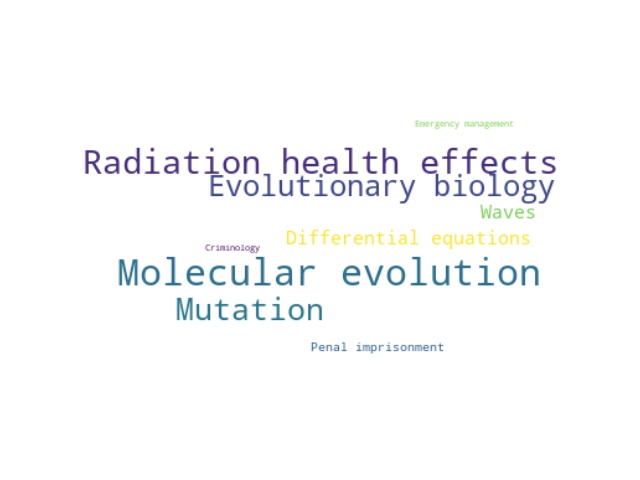 Emergency management
Radiation health effects
Evolutionary biology
Waves
Differential equations
Criminology
Molecular evolution
Mutation
Penal imprisonment